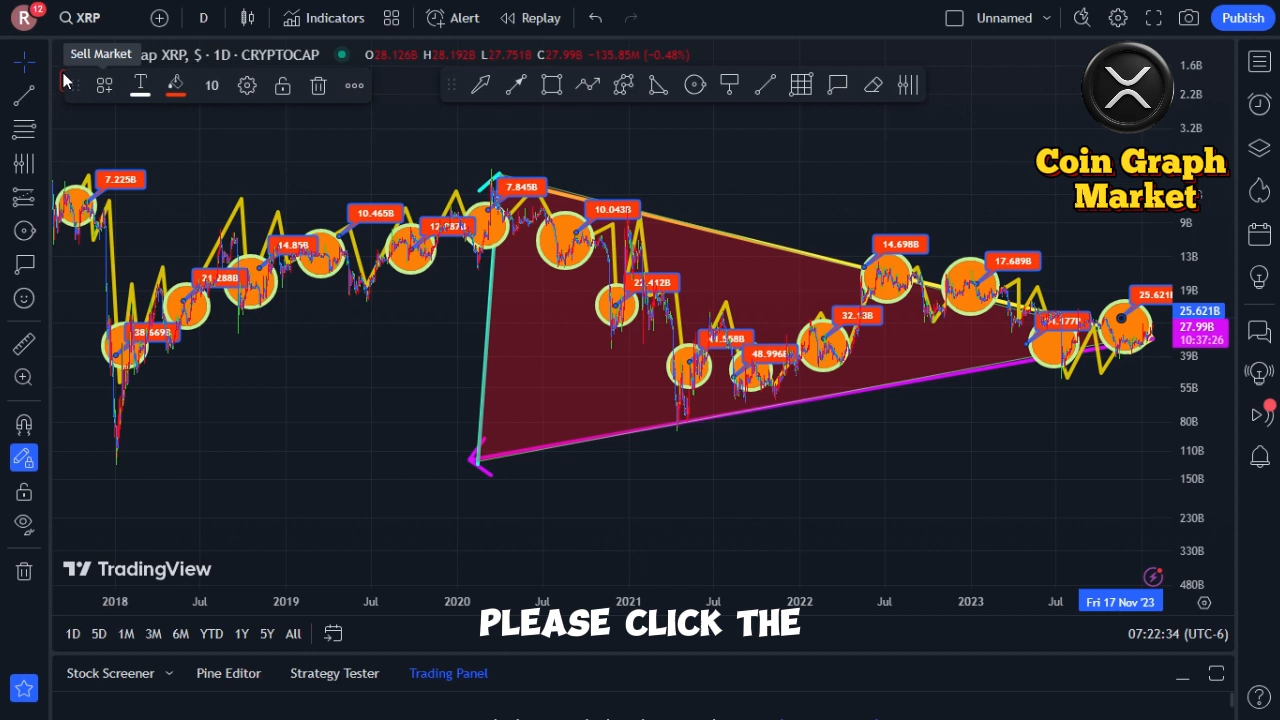 R
12
XRP
D
Indicators
Alert
Replay
Unnamed
Publish
Sell Market
ap XRP, $ · 1D · CRYPTOCAP
O28.126B H28.192B L27.751B C27.99B −135.85M (−0.48%)
10
Coin Graph
Market
1.6B
2.2B
3.2B
9B
13B
19B
25.621B
27.99B
10:37:26
39B
55B
80B
110B
150B
230B
330B
480B
7.225B
38.669B
21.288B
14.85B
10.465B
7.845B
10.043B
14.698B
17.689B
32.13B
48.996B
25.621B
TradingView
2018 Jul 2019 Jul 2020 Jul 2021 Jul 2022 Jul 2023 Jul Fri 17 Nov '23
PLEASE CLICK THE
1D 5D 1M 3M 6M YTD 1Y 5Y All
07:22:34 (UTC-6)
Stock Screener Pine Editor Strategy Tester Trading Panel